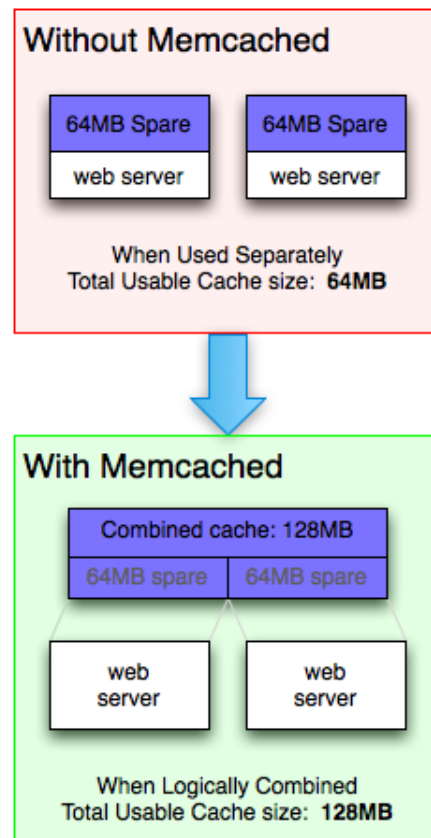 Without Memcached
64MB Spare
web server
64MB Spare
web server
When Used Separately
Total Usable Cache size: 64MB
With Memcached
Combined cache: 128MB
64MB spare
64MB spare
web
server
web
server
When Logically Combined
Total Usable Cache size: 128MB